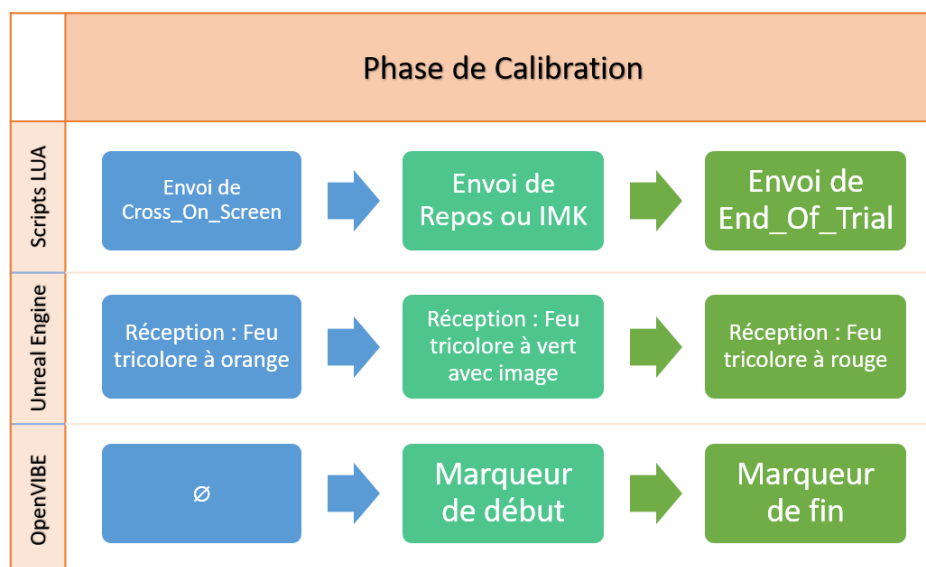 Phase de Calibration
Scripts LUA
Envoi de
Cross_On_Screen
Envoi de
Repos ou IMK
Envoi de
End_Of_Trial
Unreal Engine
Réception : Feu
tricolore à orange
Réception : Feu
tricolore à vert
avec image
Réception : Feu
tricolore à rouge
OpenVIBE
∅
Marqueur
de début
Marqueur
de fin